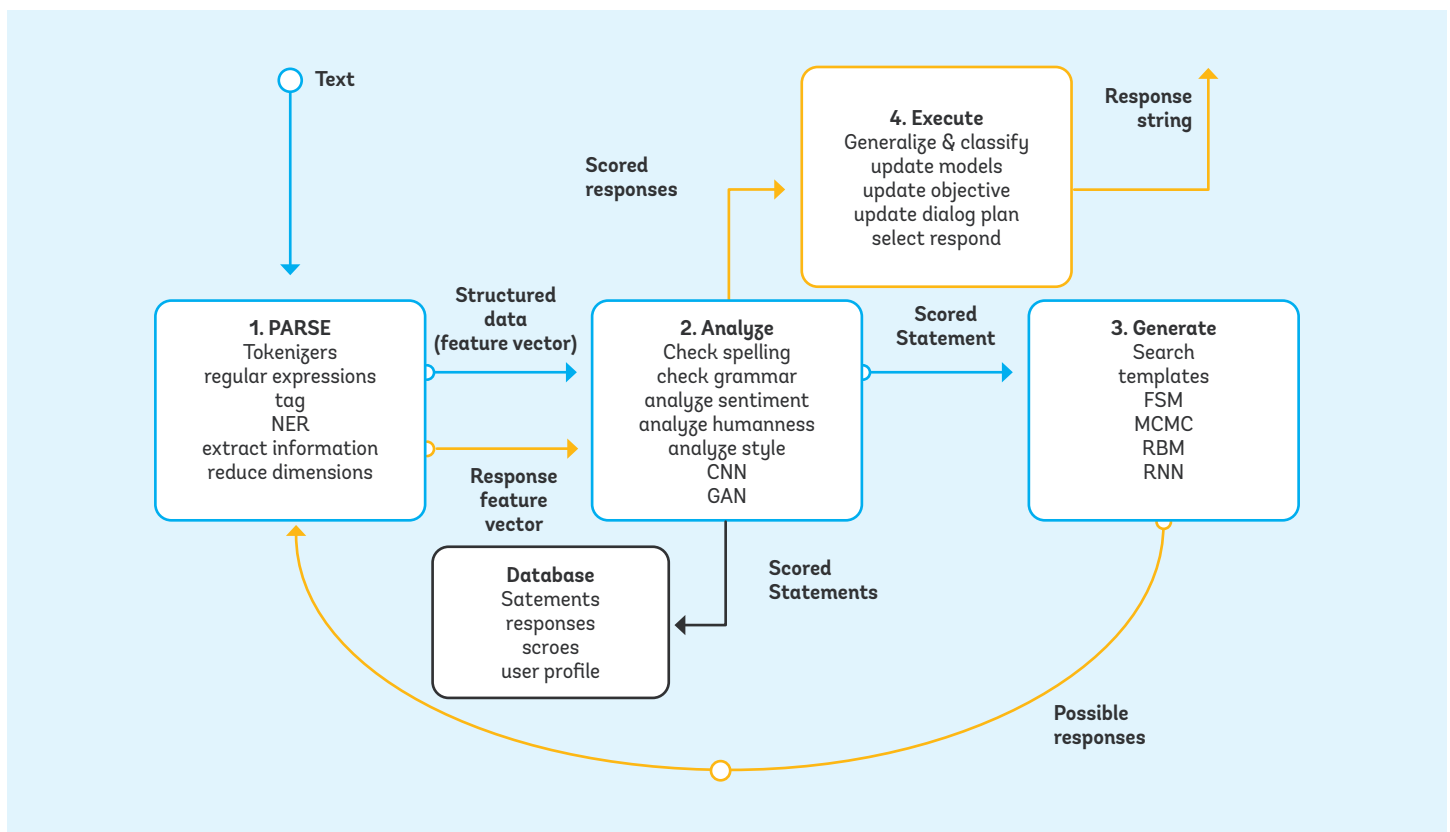 Text
4. Execute
Generalize & classify
update models
update objective
update dialog plan
select respond
Response
string
Scored
responses
Structured
data
(feature vector)
1. PARSE
Tokenizers
regular expressions
tag
NER
extract information
reduce dimensions
2. Analyze
Check spelling
check grammar
analyze sentiment
analyze humanness
analyze style
CNN
GAN
Scored
Statement
3. Generate
Search
templates
FSM
MCMC
RBM
RNN
Response
feature
vector
Database
Satements
responses
scroes
user profile
Scored
Statements
Possible
responses